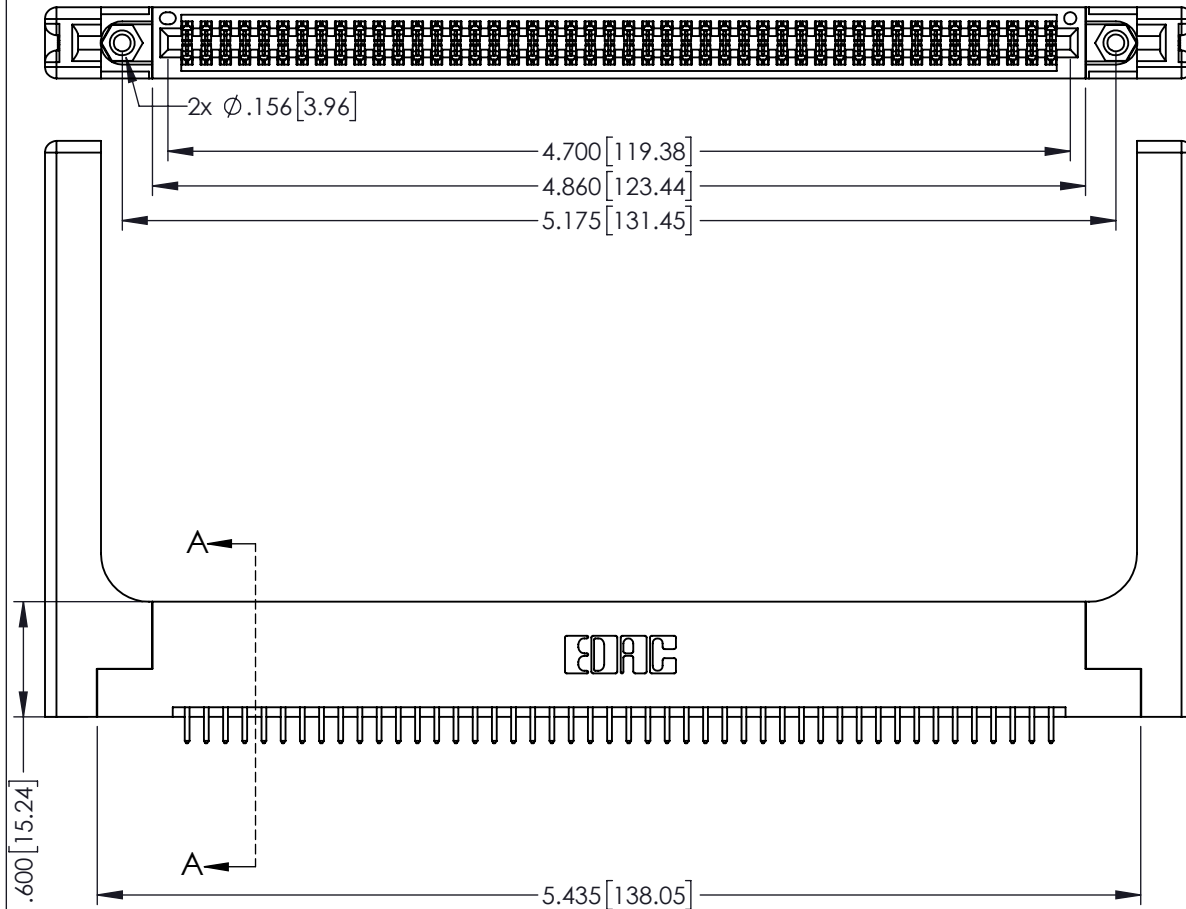 2x Ø.156[3.96]
4.700[119.38]
4.860[123.44]
5.175[131.45]
A
EDAC
A
.600[15.24]
5.435[138.05]